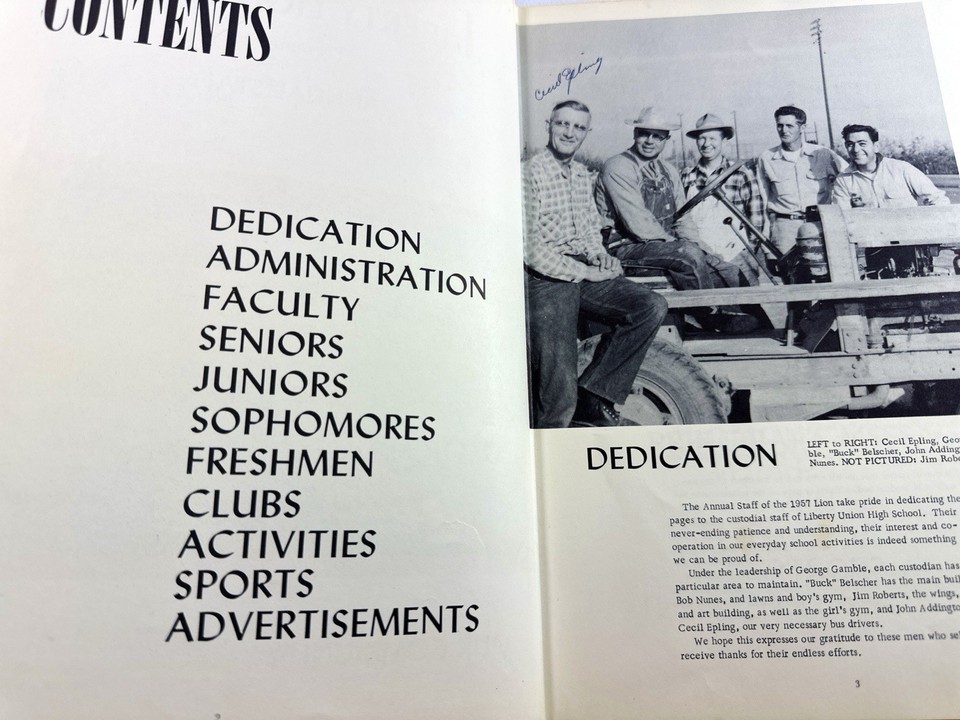 CONTENTS
DEDICATION
ADMINISTRATION
FACULTY
SENIORS
JUNIORS
SOPHOMORES
FRESHMEN
CLUBS
ACTIVITIES
SPORTS
ADVERTISEMENTS
Cecil Epling
DEDICATION
LEFT to RIGHT: Cecil Epling,
ble, "Buck" Belscher, John
Nunes. NOT PICTURED: Jim
The Annual Staff of the 1957 Lion take pride in dedicating
pages to the custodial staff of Liberty Union High School. Their
never-ending patience and understanding, their interest and co-
operation in our everyday school activities is indeed something
we can be proud of.
Under the leadership of George Gamble, each custodian has
particular area to maintain. "Buck" Belscher has the main
Bob Nunes, and lawns and boy's gym, Jim Roberts, the wings,
and art building, as well as the girl's gym, and John
Cecil Epling, our very necessary bus drivers.
We hope this expresses our gratitude to these men who
receive thanks for their endless efforts.
3